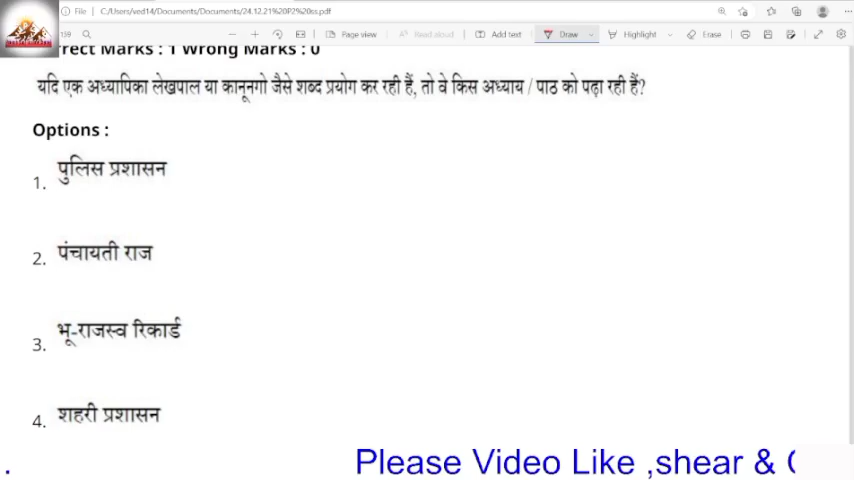 File | C:/Users/ved14/Documents/Documents/24.12.21%20P2%20ss.pdf
159 Page view Read aloud Add text Draw Highlight Erase
rrect Marks : 1 Wrong Marks : 0
यदि एक अध्यापिका लेखपाल या कानूनगो जैसे शब्द प्रयोग कर रही हैं, तो वे किस अध्याय / पाठ को पढ़ा रही हैं?
Options :
1. पुलिस प्रशासन
2. पंचायती राज
3. भू-राजस्व रिकार्ड
4. शहरी प्रशासन
. Please Video Like ,shear &